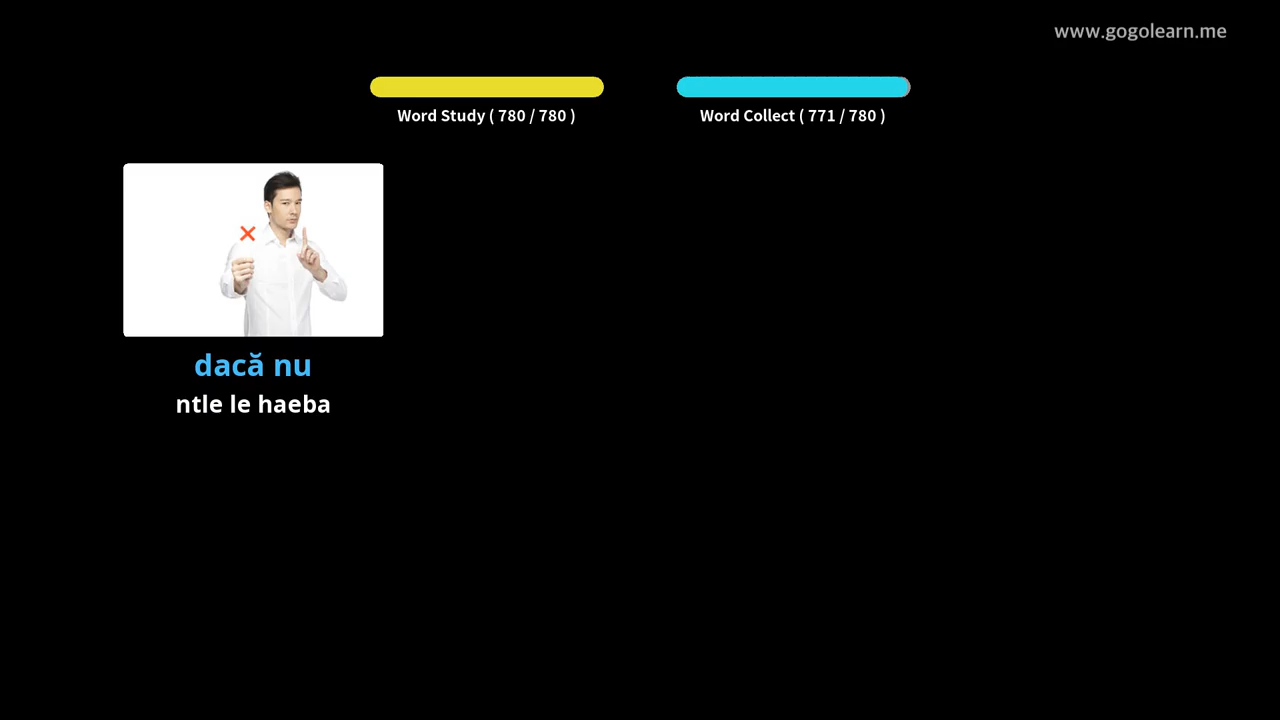 www.gogolearn.me
Word Study ( 780 / 780 )
Word Collect ( 771 / 780 )
dacă nu
ntle le haeba